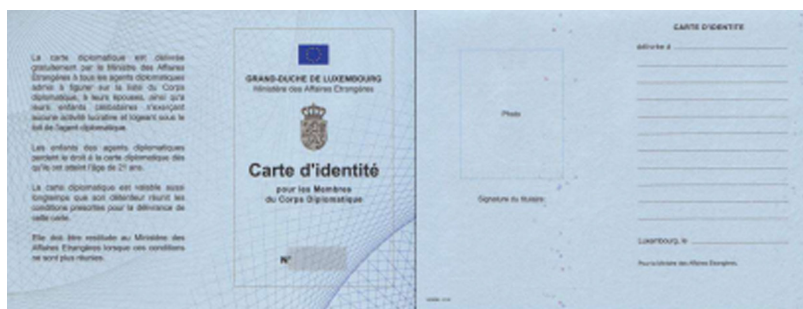 La carte diplomatique est délivrée
gratuitement par le Ministre des Affaires
Etrangères à tous les agents diplomatiques
admis à figurer sur la liste du Corps
diplomatique, à leurs épouses, ainsi qu'à
leurs enfants célibataires n'exerçant
aucune activité lucrative et logeant sous le
toit de l'agent diplomatique.
Les enfants des agents diplomatiques
perdent le droit à la carte diplomatique dès
qu'ils ont atteint l'âge de 21 ans.
La carte diplomatique est valable aussi
longtemps que son détenteur réunit les
conditions prescrites pour la délivrance de
cette carte.
Elle doit être restituée au Ministère des
Affaires Etrangères lorsque ces conditions
ne sont plus réunies.
GRAND-DUCHE DE LUXEMBOURG
Ministère des Affaires Etrangères
Carte d'identité
pour les Membres
du Corps Diplomatique
N°
Photo
Signature du titulaire
CARTE D'IDENTITE
délivrée à
Luxembourg, le
Pour le Ministre des Affaires Etrangères,